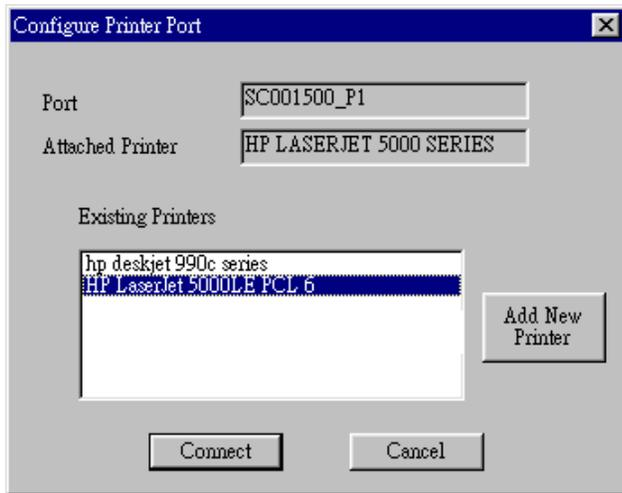 Configure Printer Port
Port
SC001500_P1
Attached Printer
HP LASERJET 5000 SERIES
Existing Printers
hp deskjet 990c series
HP LaserJet 5000LE PCL 6
Add New
Printer
Connect
Cancel